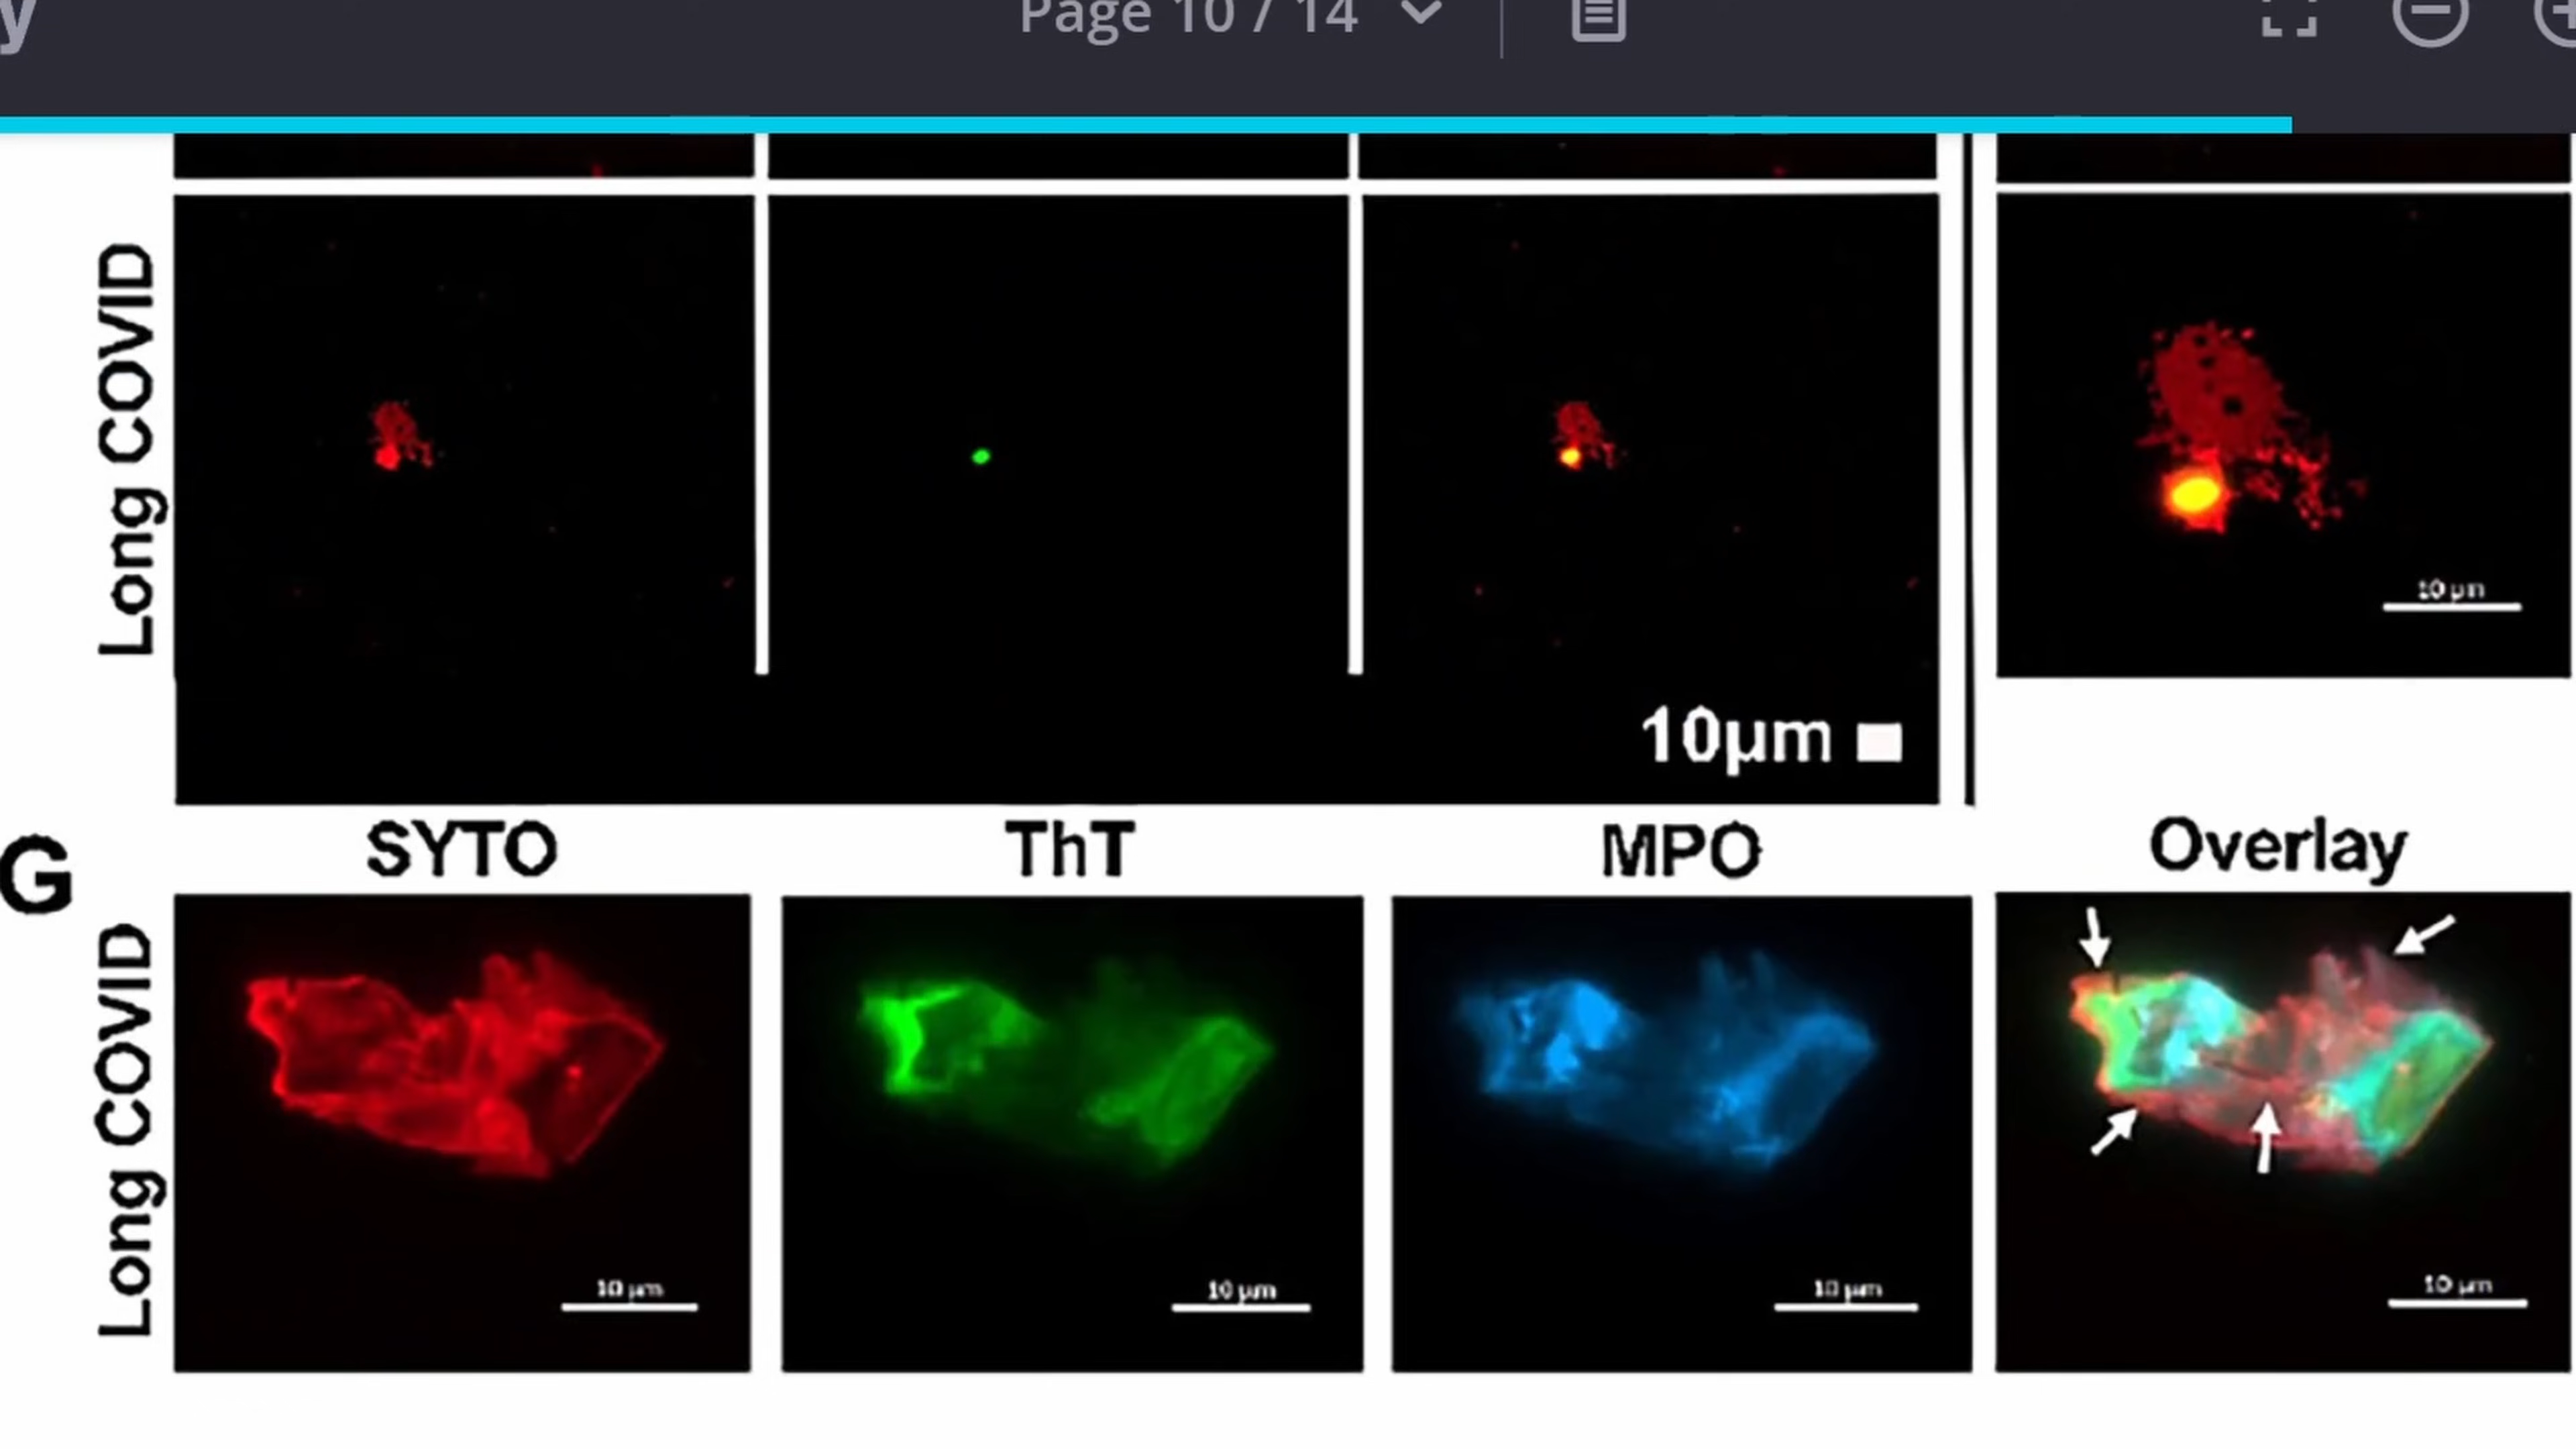 y
Page 10 / 14
Long COVID
10 µm
10µm
G
SYTO
ThT
MPO
Overlay
Long COVID
10 µm
10 µm
10 µm
10 µm